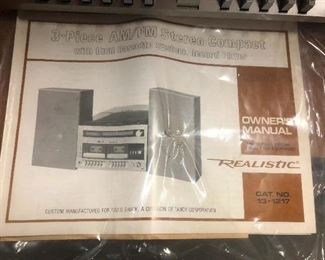 3-Piece AM/FM Stereo Compact
with Dual Cassette System, Record Player
OWNER'S
MANUAL
REALISTIC®
CAT. NO.
13-1217
CUSTOM MANUFACTURED FOR RADIO SHACK, A DIVISION OF TANDY CORPORATION